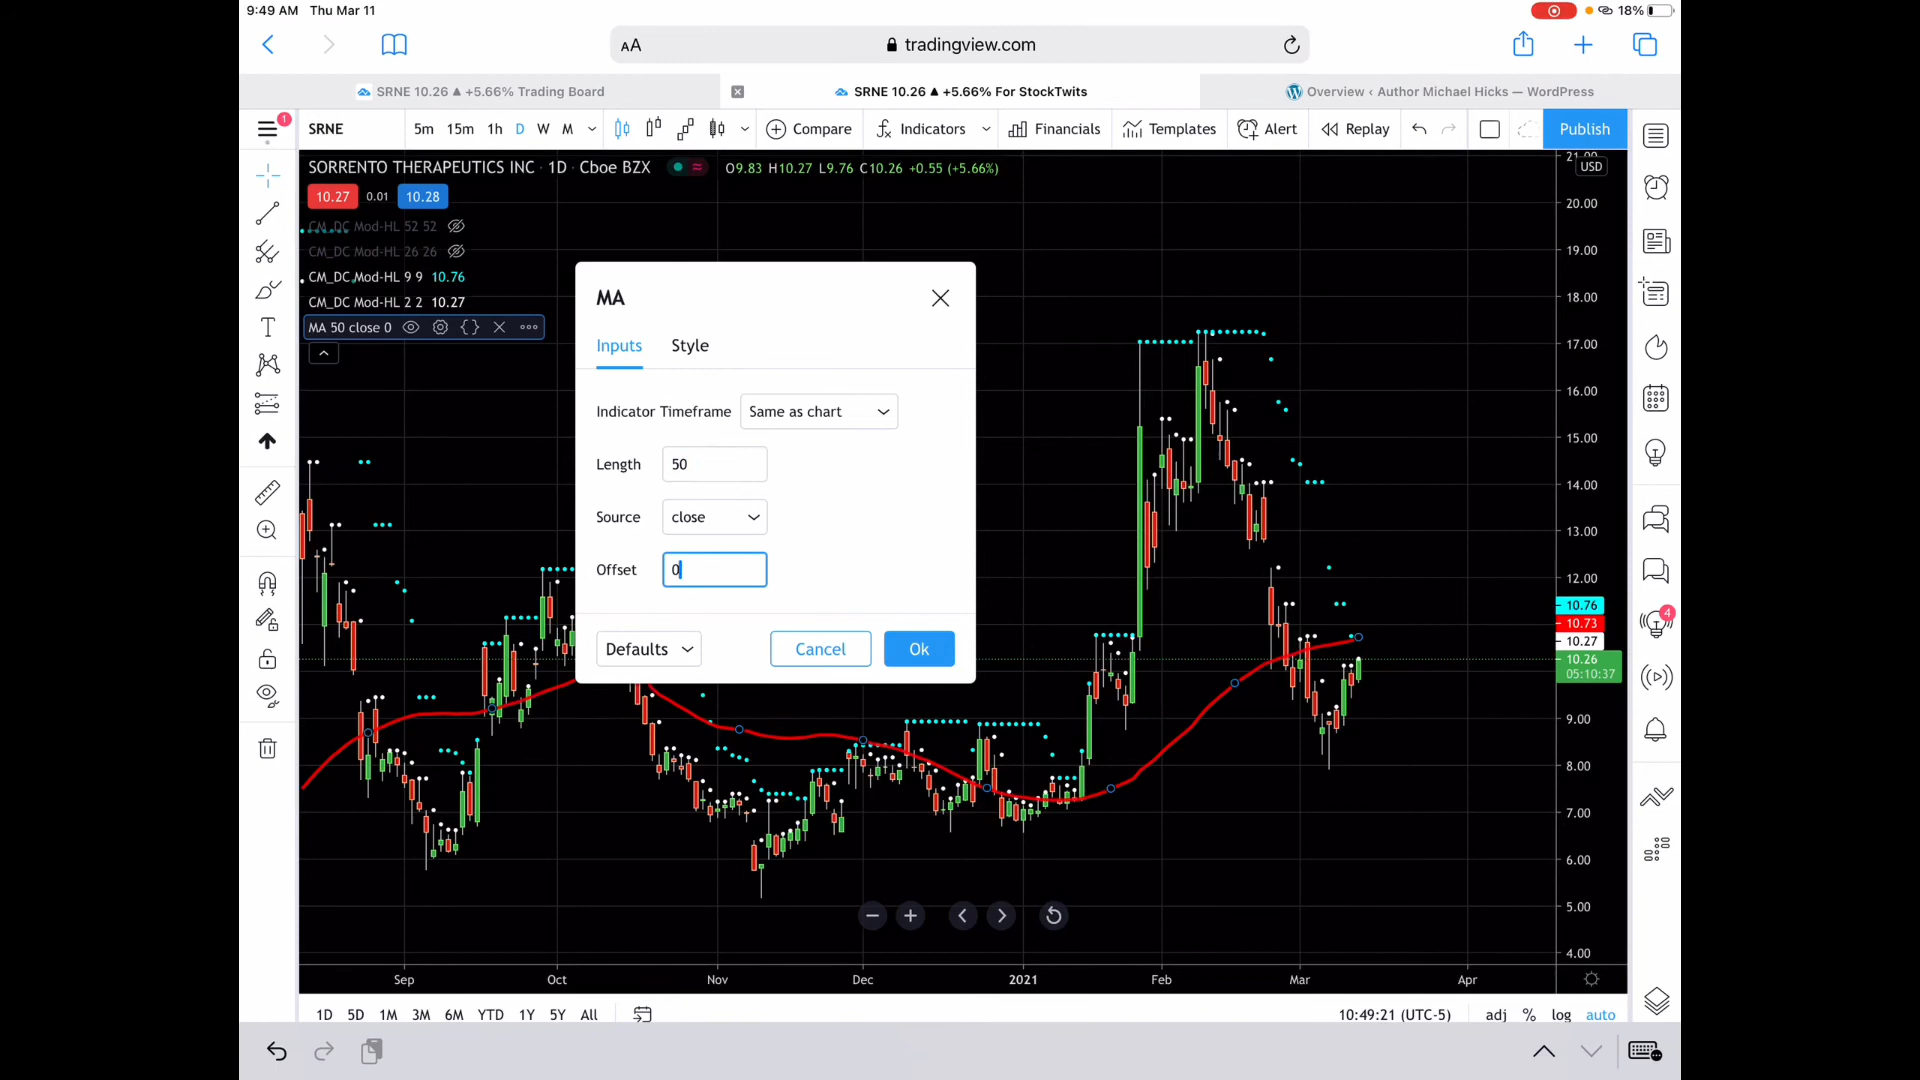 9:49 AM Thu Mar 11
18%
AA
tradingview.com
SRNE 10.26 ▲ +5.66% Trading Board
SRNE 10.26 ▲ +5.66% For StockTwits
Overview ‹ Author Michael Hicks — WordPress
1
SRNE
5m 15m 1h D W M
Compare
Indicators
Financials
Templates
Alert
Replay
Publish
SORRENTO THERAPEUTICS INC · 1D · Cboe BZX
O9.83 H10.27 L9.76 C10.26 +0.55 (+5.66%)
10.27 0.01 10.28
CM_DC Mod-HL 52 52
CM_DC Mod-HL 26 26
CM_DC Mod-HL 9 9 10.76
CM_DC Mod-HL 2 2 10.27
MA 50 close 0
MA
Inputs Style
Indicator Timeframe Same as chart
Length 50
Source close
Offset 0
Defaults Cancel Ok
21.00
USD
20.00
19.00
18.00
17.00
16.00
15.00
14.00
13.00
12.00
10.76
10.73
10.27
10.26
05:10:37
9.00
8.00
7.00
6.00
5.00
4.00
4
T
Sep Oct Nov Dec 2021 Feb Mar Apr
1D 5D 1M 3M 6M YTD 1Y 5Y All
10:49:21 (UTC-5) adj % log auto